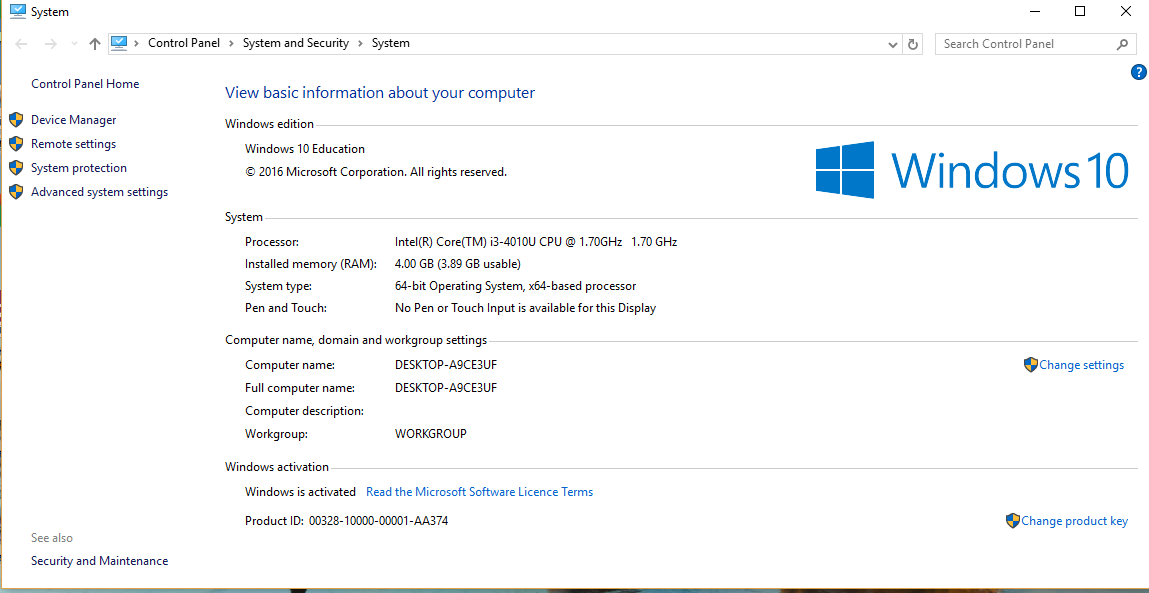 System
Control Panel > System and Security > System
Search Control Panel
?
Control Panel Home
Device Manager
Remote settings
System protection
Advanced system settings
View basic information about your computer
Windows edition
Windows 10 Education
© 2016 Microsoft Corporation. All rights reserved.
Windows 10
System
Processor: Intel(R) Core(TM) i3-4010U CPU @ 1.70GHz 1.70 GHz
Installed memory (RAM): 4.00 GB (3.89 GB usable)
System type: 64-bit Operating System, x64-based processor
Pen and Touch: No Pen or Touch Input is available for this Display
Computer name, domain and workgroup settings
Computer name: DESKTOP-A9CE3UF Change settings
Full computer name: DESKTOP-A9CE3UF
Computer description:
Workgroup: WORKGROUP
Windows activation
Windows is activated Read the Microsoft Software Licence Terms
Product ID: 00328-10000-00001-AA374 Change product key
See also
Security and Maintenance